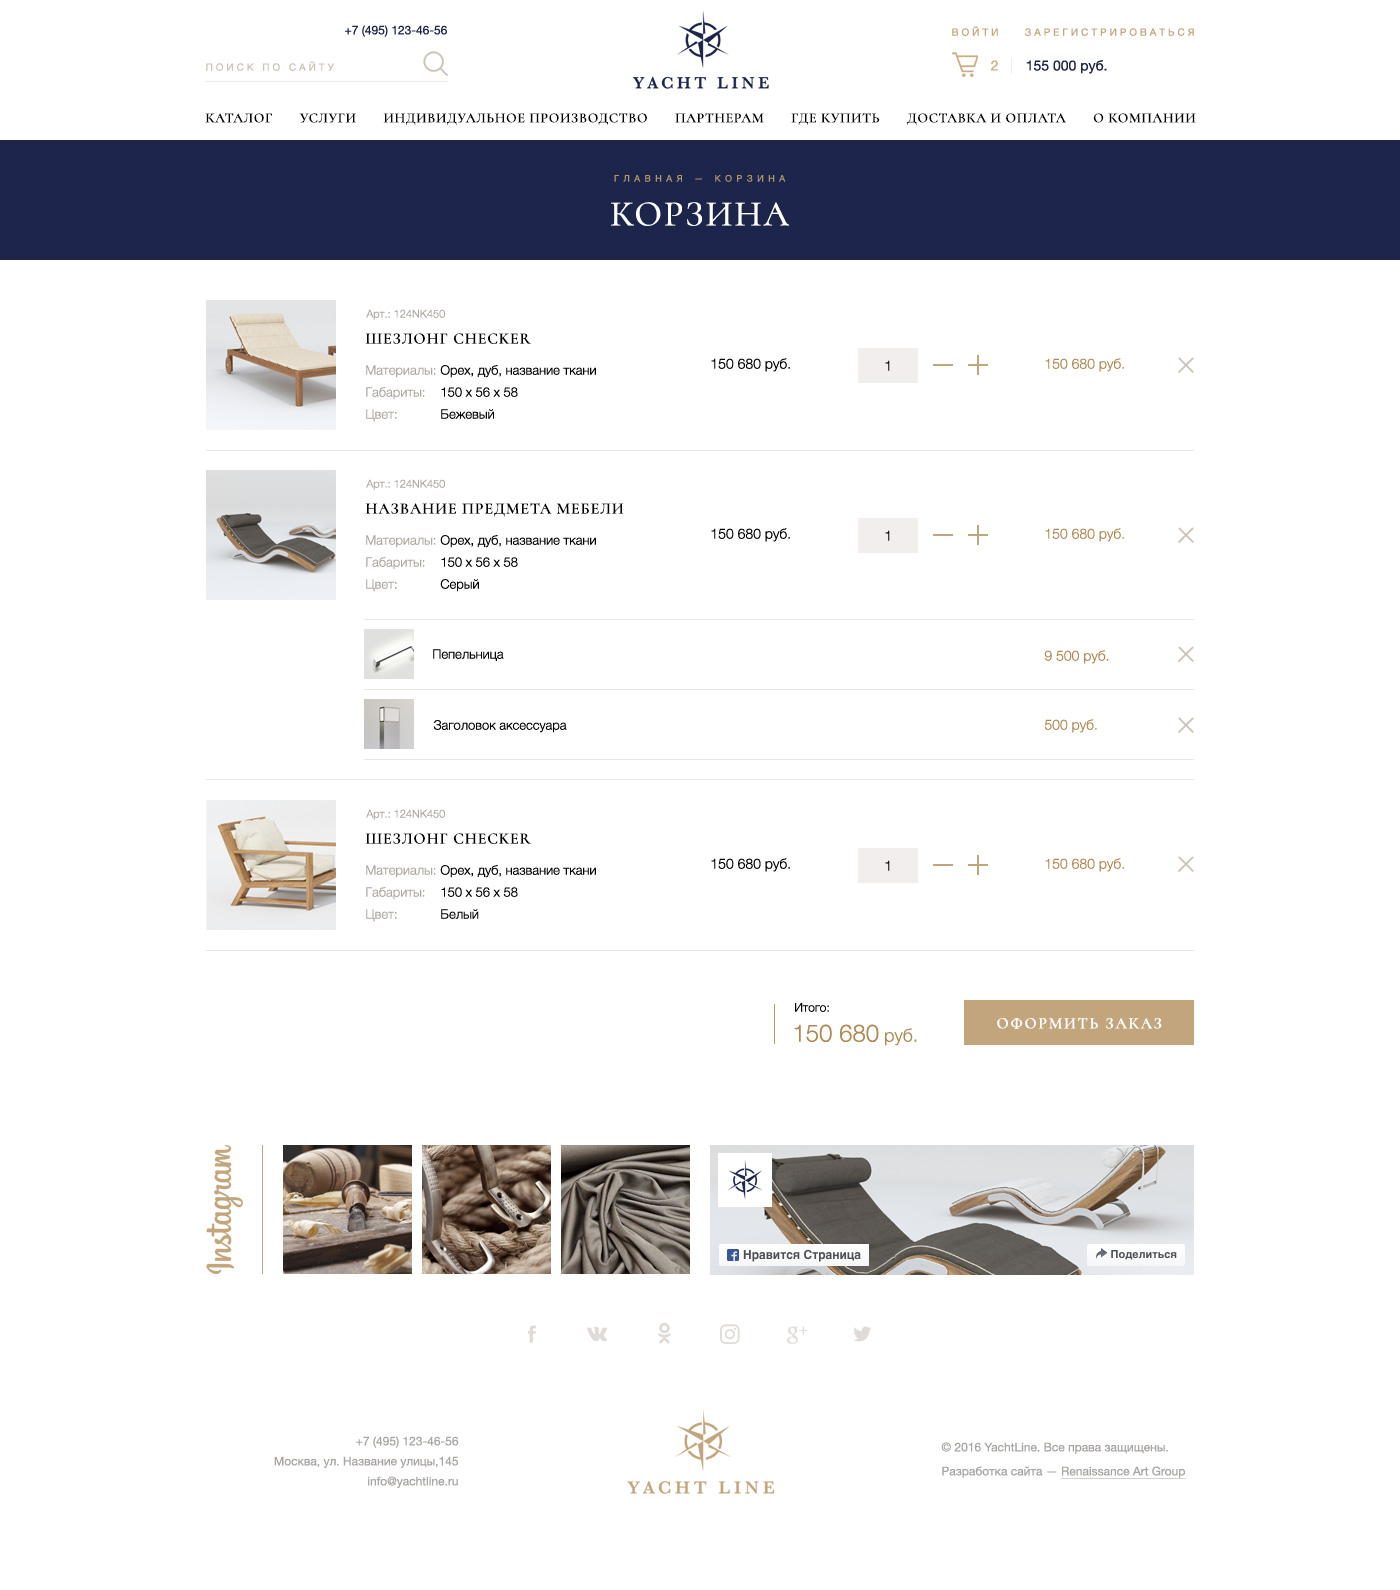 +7 (495) 123-46-56
ПОИСК ПО САЙТУ
YACHT LINE
ВОЙТИ ЗАРЕГИСТРИРОВАТЬСЯ
2 155 000 руб.
КАТАЛОГ УСЛУГИ ИНДИВИДУАЛЬНОЕ ПРОИЗВОДСТВО ПАРТНЕРАМ ГДЕ КУПИТЬ ДОСТАВКА И ОПЛАТА О КОМПАНИИ
ГЛАВНАЯ — КОРЗИНА
КОРЗИНА
Арт.: 124NK450
ШЕЗЛОНГ CHECKER
Материалы: Орех, дуб, название ткани
Габариты: 150 x 56 x 58
Цвет: Бежевый
150 680 руб. 1 150 680 руб.
Арт.: 124NK450
НАЗВАНИЕ ПРЕДМЕТА МЕБЕЛИ
Материалы: Орех, дуб, название ткани
Габариты: 150 x 56 x 58
Цвет: Серый
150 680 руб. 1 150 680 руб.
Пепельница 9 500 руб.
Заголовок аксессуара 500 руб.
Арт.: 124NK450
ШЕЗЛОНГ CHECKER
Материалы: Орех, дуб, название ткани
Габариты: 150 x 56 x 58
Цвет: Белый
150 680 руб. 1 150 680 руб.
Итого:
150 680 руб.
ОФОРМИТЬ ЗАКАЗ
Instagram
Нравится Страница
Поделиться
+7 (495) 123-46-56
Москва, ул. Название улицы,145
info@yachtline.ru
YACHT LINE
© 2016 YachtLine. Все права защищены.
Разработка сайта — Renaissance Art Group